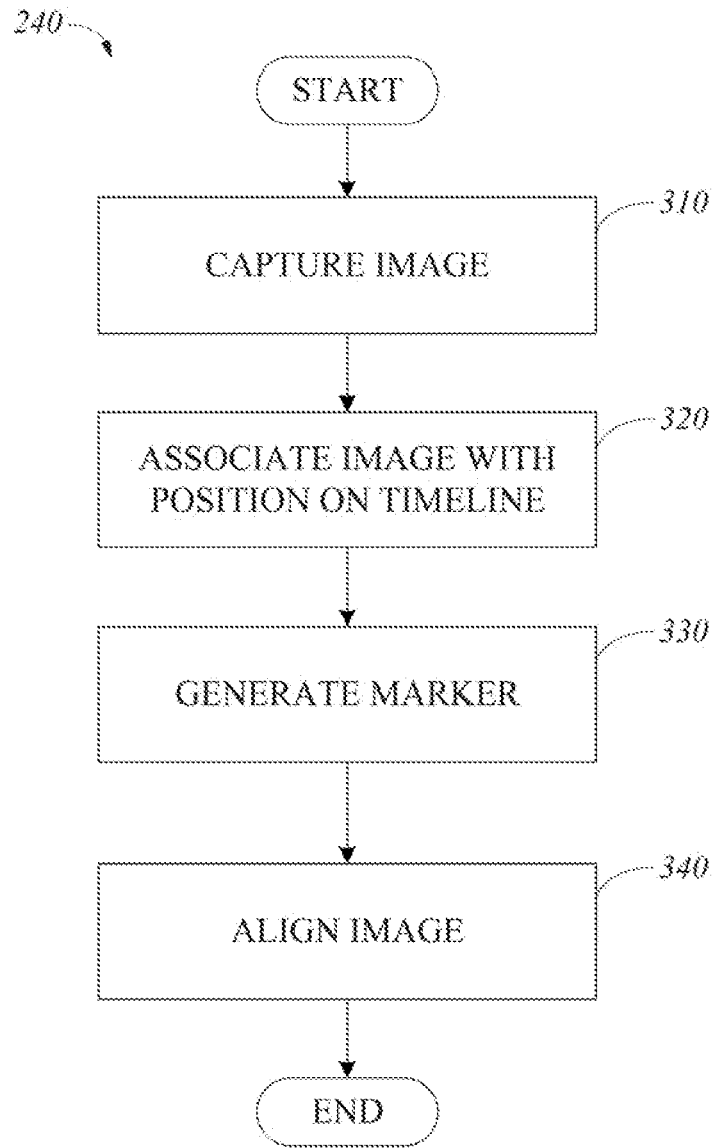 240
START
310
CAPTURE IMAGE
320
ASSOCIATE IMAGE WITH
POSITION ON TIMELINE
330
GENERATE MARKER
340
ALIGN IMAGE
END